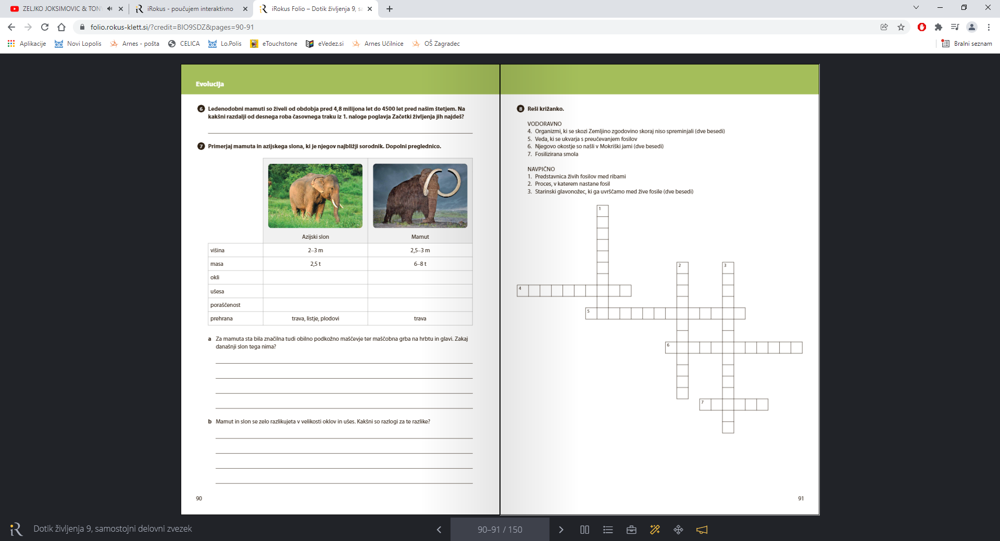 ZELJKO JOKSIMOVIC & TON
iRokus - poučujem interaktivno
iRokus Folio – Dotik življenja 9, s
folio.rokus-klett.si/?credit=BIO9SDZ&pages=90-91
Aplikacije
Novi Lopolis
Arnes - pošta
CELICA
Lo.Polis
eTouchstone
eVedez.si
Arnes Učilnice
OŠ Zagradec
Bralni seznam
Evolucija
6 Ledenodobni mamuti so živeli od obdobja pred 4,8 milijona let do 4500 let pred našim štetjem. Na
kakšni razdalji od desnega roba časovnega traku iz 1. naloge poglavja Začetki življenja jih najdeš?
7 Primerjaj mamuta in azijskega slona, ki je njegov najbližji sorodnik. Dopolni preglednico.
Azijski slon Mamut
višina 2–3 m 2,5–3 m
masa 2,5 t 6–8 t
okli
ušesa
poraščenost
prehrana trava, listje, plodovi trava
a Za mamuta sta bila značilna tudi obilno podkožno maščevje ter maščobna grba na hrbtu in glavi. Zakaj
današnji slon tega nima?
b Mamut in slon se zelo razlikujeta v velikosti oklov in ušes. Kakšni so razlogi za te razlike?
90
8 Reši križanko.
VODORAVNO
4. Organizmi, ki se skozi Zemljino zgodovino skoraj niso spreminjali (dve besedi)
5. Veda, ki se ukvarja s preučevanjem fosilov
6. Njegovo okostje so našli v Mokriški jami (dve besedi)
7. Fosilizirana smola
NAVPIČNO
1. Predstavnica živih fosilov med ribami
2. Proces, v katerem nastane fosil
3. Starinski glavonožec, ki ga uvrščamo med žive fosile (dve besedi)
1
2
3
4
5
6
7
91
iR
Dotik življenja 9, samostojni delovni zvezek
90–91 / 150